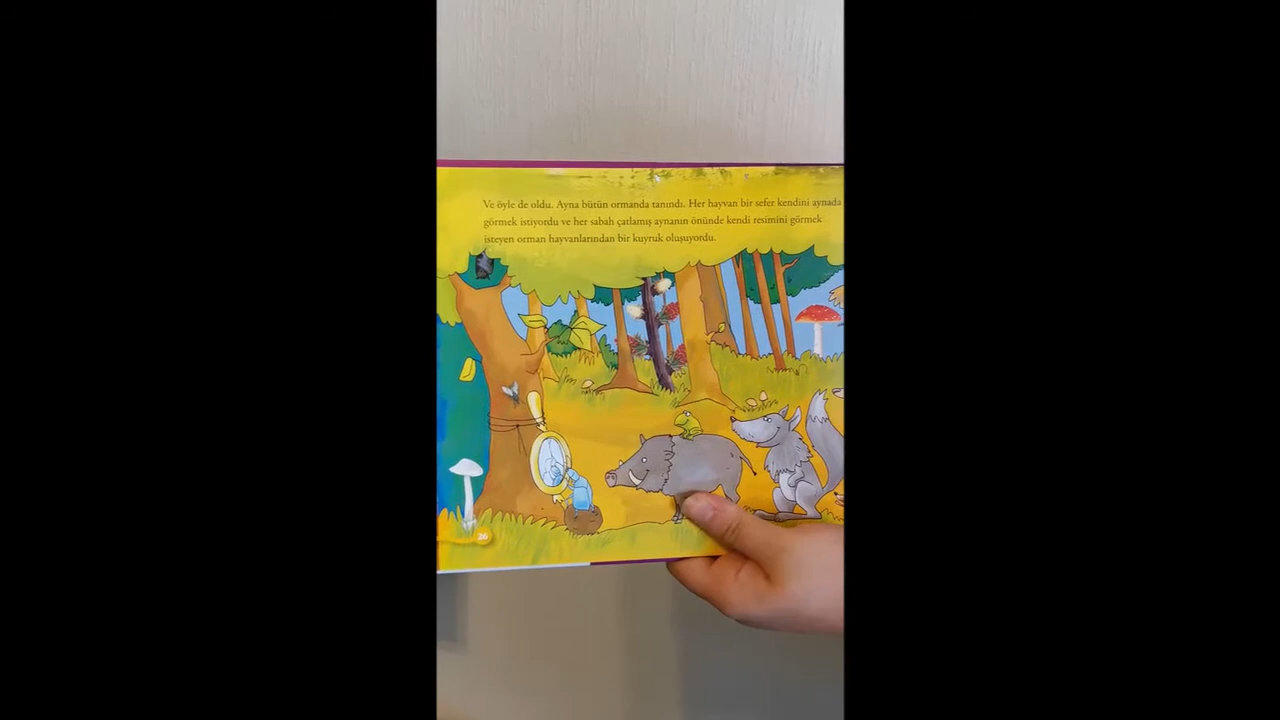 Ve öyle de oldu. Ayna bütün ormanda tanındı. Her hayvan bir sefer kendini aynada
görmek istiyordu ve her sabah çatlamış aynanın önünde kendi resimini görmek
isteyen orman hayvanlarından bir kuyruk oluşuyordu.
26